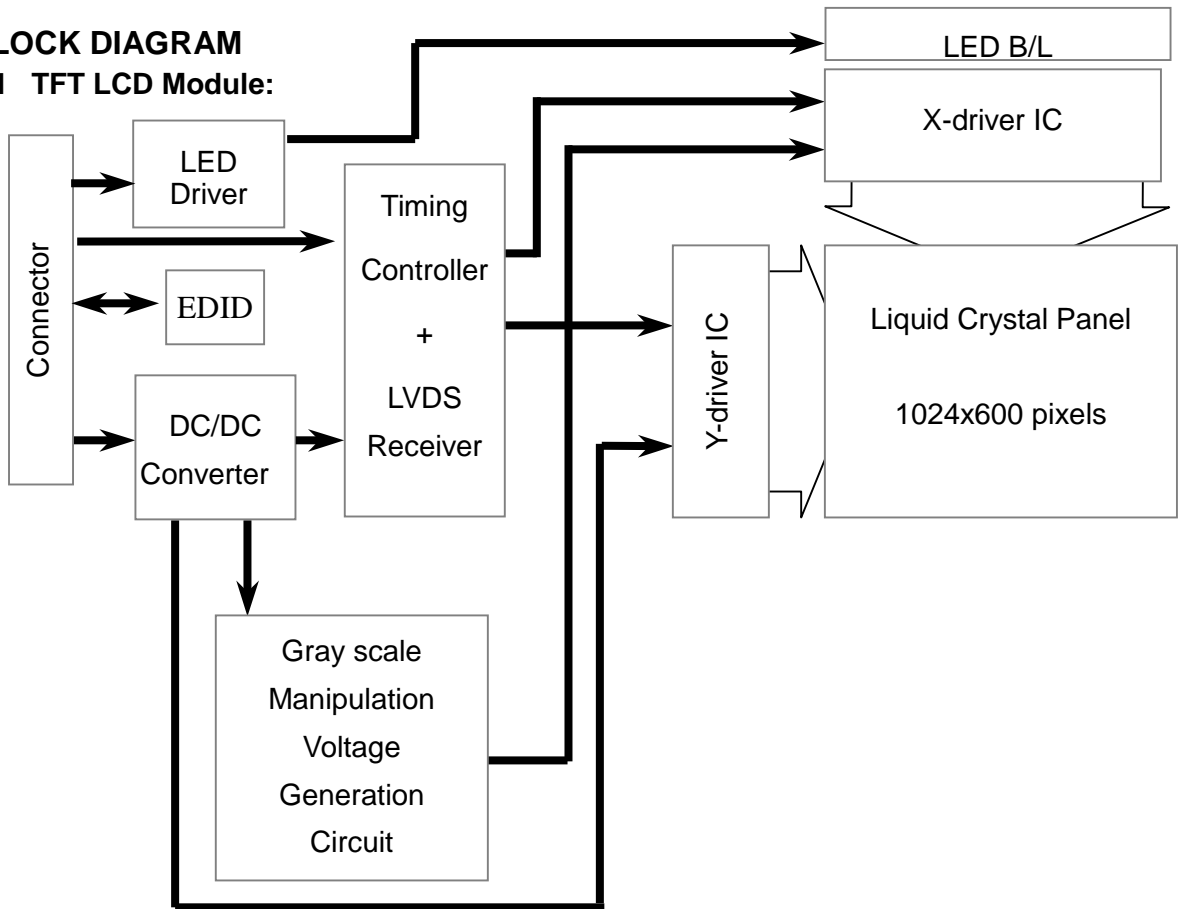 LOCK DIAGRAM
TFT LCD Module:
LED B/L
X-driver IC
LED
Driver
Timing
Controller
+
LVDS
Receiver
Connector
EDID
DC/DC
Converter
Y-driver IC
Liquid Crystal Panel
1024x600 pixels
Gray scale
Manipulation
Voltage
Generation
Circuit